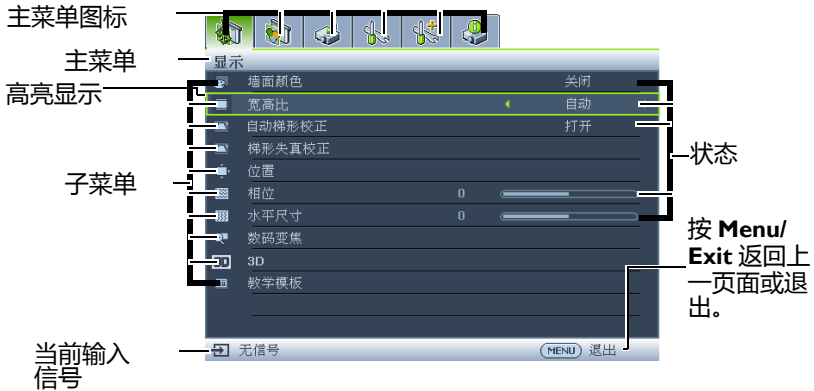 主菜单图标
主菜单
显示
高亮显示
墙面颜色 关闭
宽高比 自动
自动梯形校正 打开
梯形失真校正
状态
位置
子菜单
相位 0
水平尺寸 0
数码变焦
3D 3D
教学模板
按 Menu/
Exit 返回上
一页面或退
出。
当前输入
信号
无信号 MENU 退出